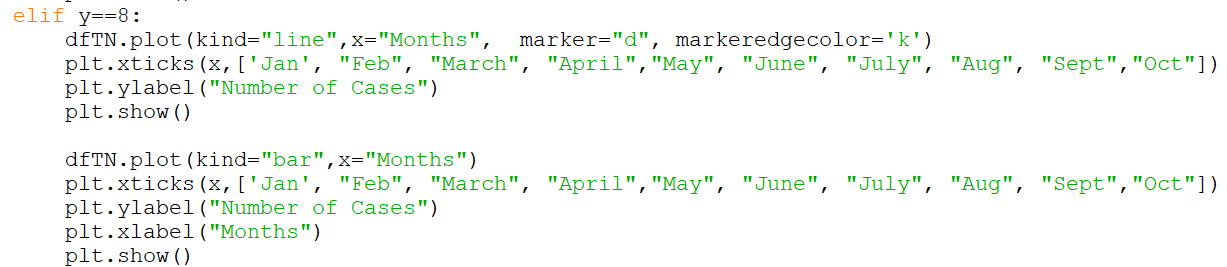 elif y==8:
    dfTN.plot(kind="line",x="Months",  marker="d", markeredgecolor='k')
    plt.xticks(x,['Jan', "Feb", "March", "April","May", "June", "July", "Aug", "Sept","Oct"])
    plt.ylabel("Number of Cases")
    plt.show()

    dfTN.plot(kind="bar",x="Months")
    plt.xticks(x,['Jan', "Feb", "March", "April","May", "June", "July", "Aug", "Sept","Oct"])
    plt.ylabel("Number of Cases")
    plt.xlabel("Months")
    plt.show()